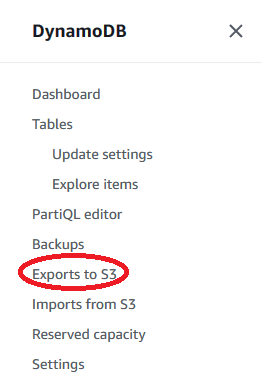 DynamoDB
Dashboard
Tables
Update settings
Explore items
PartiQL editor
Backups
Exports to S3
Imports from S3
Reserved capacity
Settings